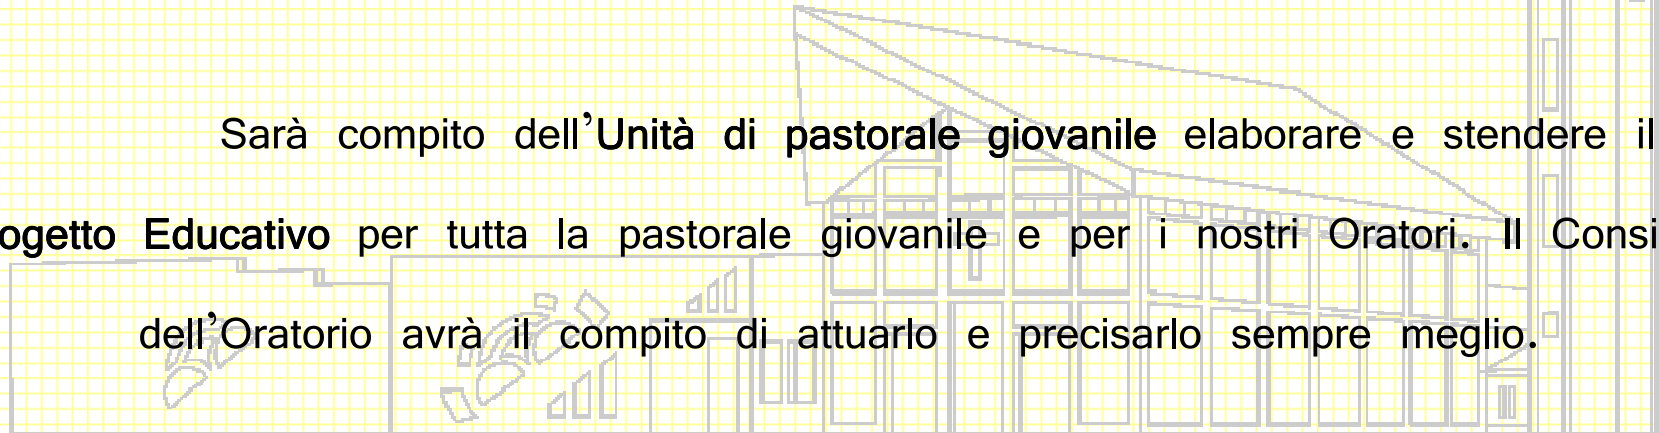 Sarà compito dell'Unità di pastorale giovanile elaborare e stendere il
ogetto Educativo per tutta la pastorale giovanile e per i nostri Oratori. Il Consi
dell'Oratorio avrà il compito di attuarlo e precisarlo sempre meglio.